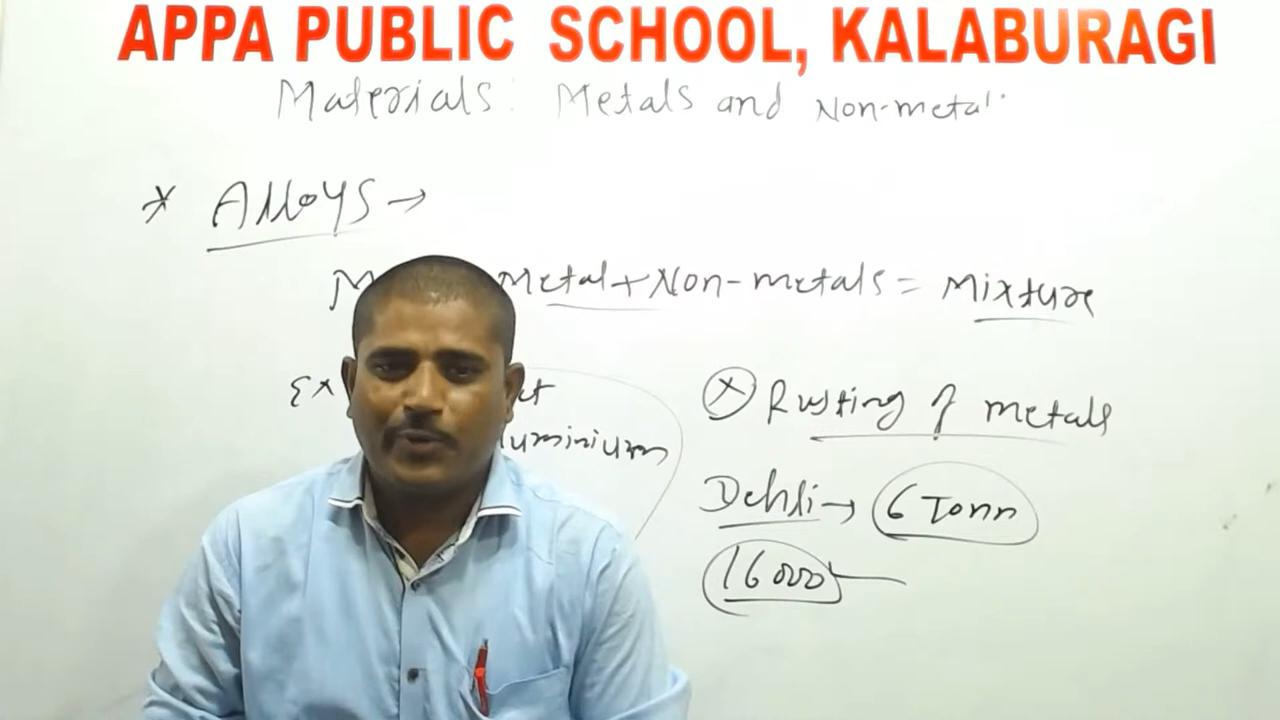 APPA PUBLIC SCHOOL, KALABURAGI
Materials: Metals and Non-metal
* Alloys →
Metal + Non-metals = Mixture
Ex
* Rusting of metals
Dehli → 6 Tonn
16000